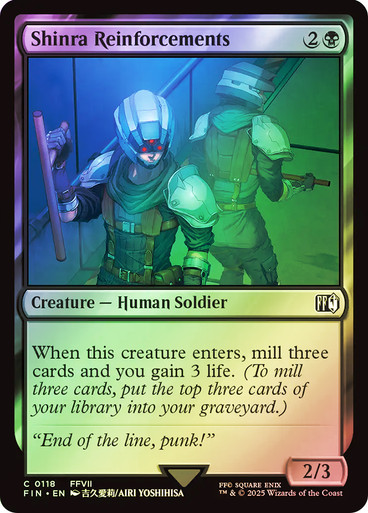 Shinra Reinforcements 2
Creature — Human Soldier
FF
When this creature enters, mill three
cards and you gain 3 life. (To mill
three cards, put the top three cards of
your library into your graveyard.)
“End of the line, punk!”
2/3
C 0118 FFVII
FIN • EN 吉久愛莉/AIRI YOSHIHISA
FF© SQUARE ENIX
™ & © 2025 Wizards of the Coast